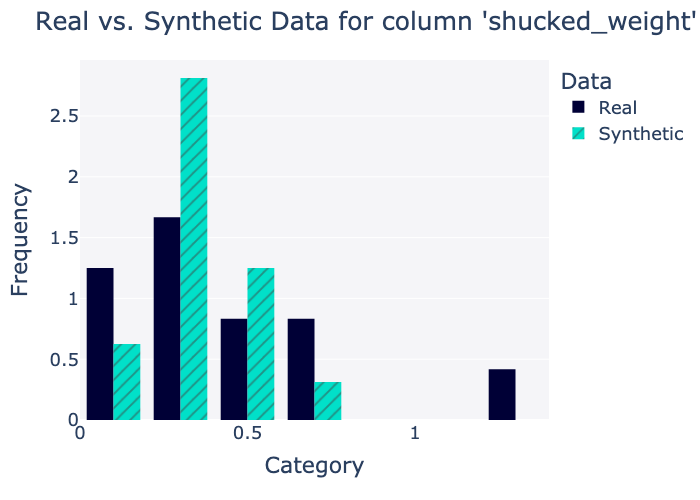 Real vs. Synthetic Data for column 'shucked_weight'
Data
Real
Synthetic
Frequency
2.5
2
1.5
1
0.5
0
0
0.5
1
Category